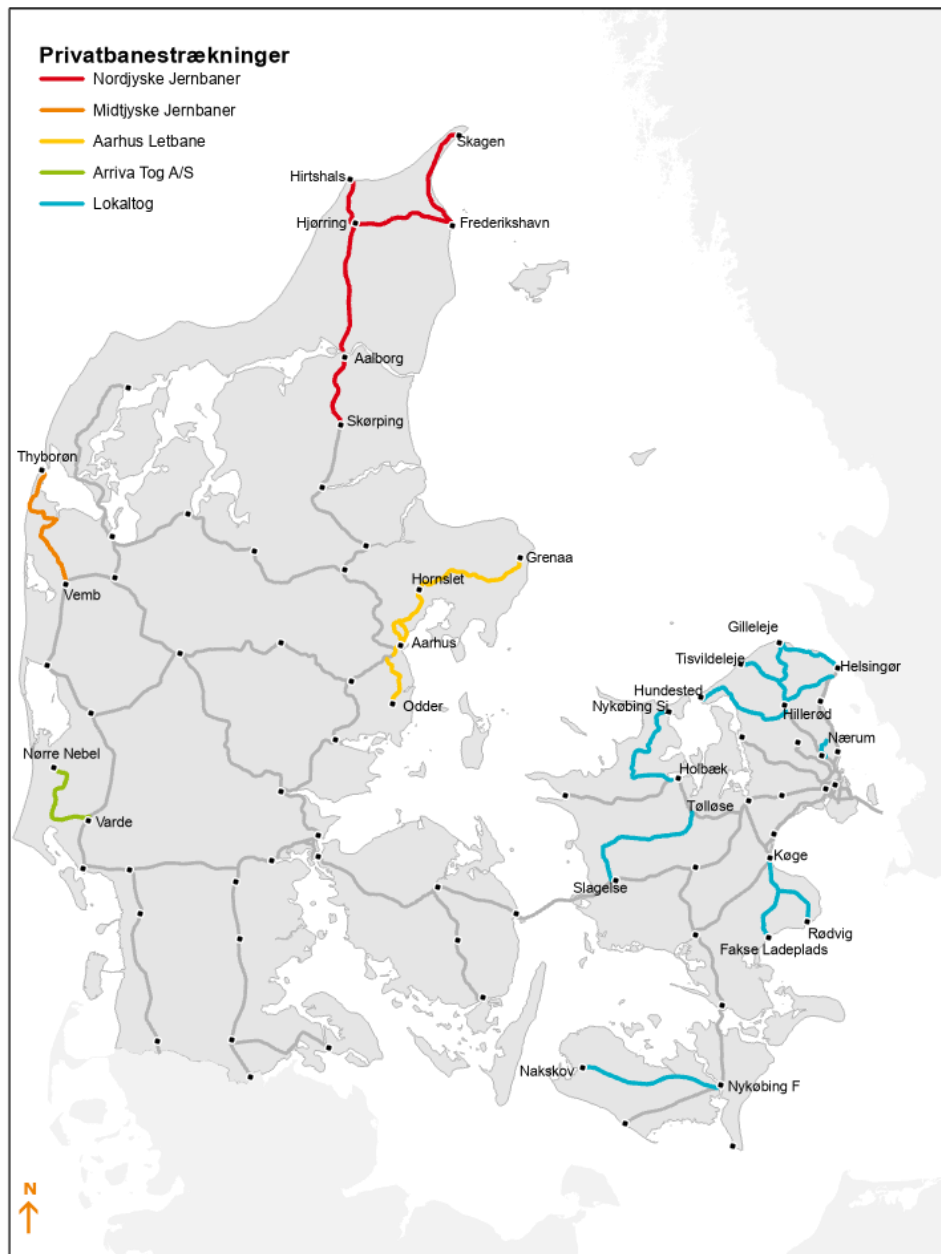 Privatbanestrækninger
Nordjyske Jernbaner
Midtjyske Jernbaner
Aarhus Letbane
Arriva Tog A/S
Lokaltog
Skagen
Hirtshals
Hjørring
Frederikshavn
Aalborg
Skørping
Thyborøn
Grenaa
Hornslet
Vemb
Aarhus
Gilleleje
Tisvildeleje
Helsingør
Hundested
Nykøbing Sj
Odder
Hillerød
Nærum
Nørre Nebel
Holbæk
Tølløse
Varde
Køge
Slagelse
Rødvig
Fakse Ladeplads
Nakskov
Nykøbing F
N